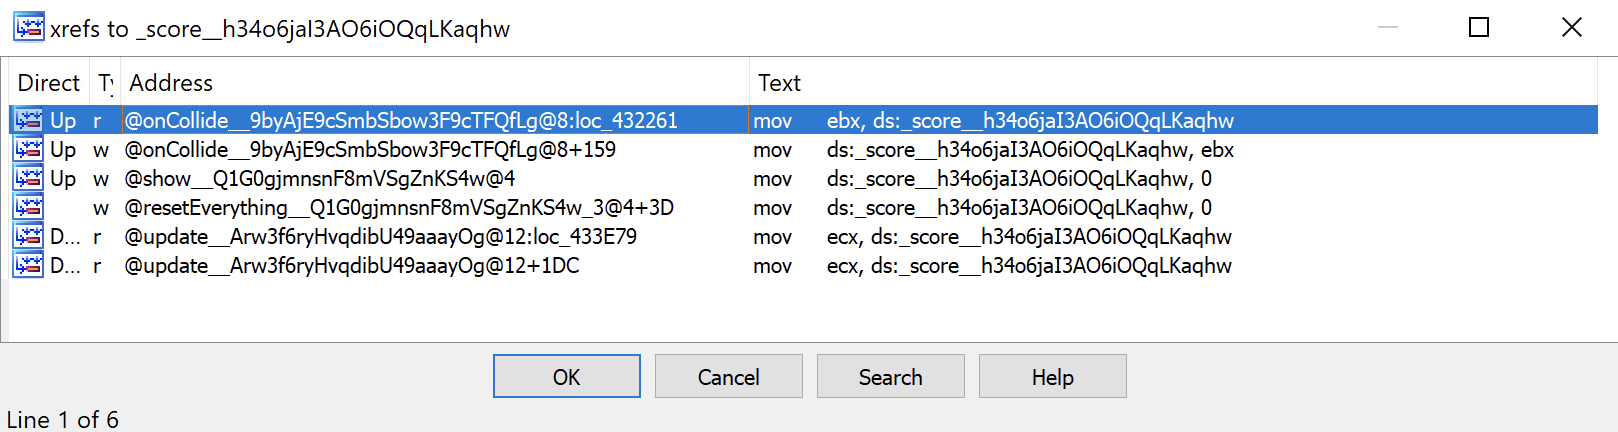 xrefs to _score__h34o6jaI3AO6iOQqLKaqhw
Direct Ty Address Text
Up r @onCollide__9byAjE9cSmbSbow3F9cTFQfLg@8:loc_432261 mov ebx, ds:_score__h34o6jaI3AO6iOQqLKaqhw
Up w @onCollide__9byAjE9cSmbSbow3F9cTFQfLg@8+159 mov ds:_score__h34o6jaI3AO6iOQqLKaqhw, ebx
Up w @show__Q1G0gjmnsnF8mVSgZnKS4w@4 mov ds:_score__h34o6jaI3AO6iOQqLKaqhw, 0
w @resetEverything__Q1G0gjmnsnF8mVSgZnKS4w_3@4+3D mov ds:_score__h34o6jaI3AO6iOQqLKaqhw, 0
D... r @update__Arw3f6ryHvqdibU49aaayOg@12:loc_433E79 mov ecx, ds:_score__h34o6jaI3AO6iOQqLKaqhw
D... r @update__Arw3f6ryHvqdibU49aaayOg@12+1DC mov ecx, ds:_score__h34o6jaI3AO6iOQqLKaqhw
OK Cancel Search Help
Line 1 of 6